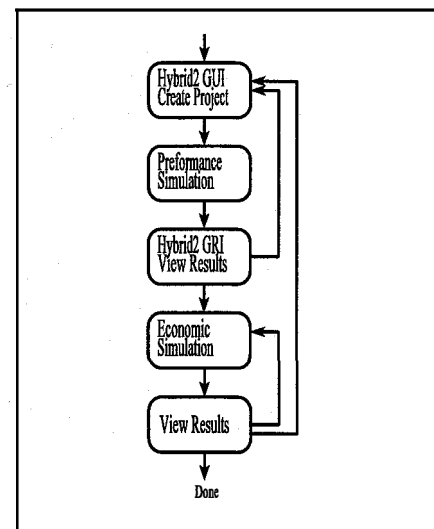 Hybrid2 GUI
Create Project
Preformance
Simulation
Hybrid2 GRI
View Results
Economic
Simulation
View Results
Done